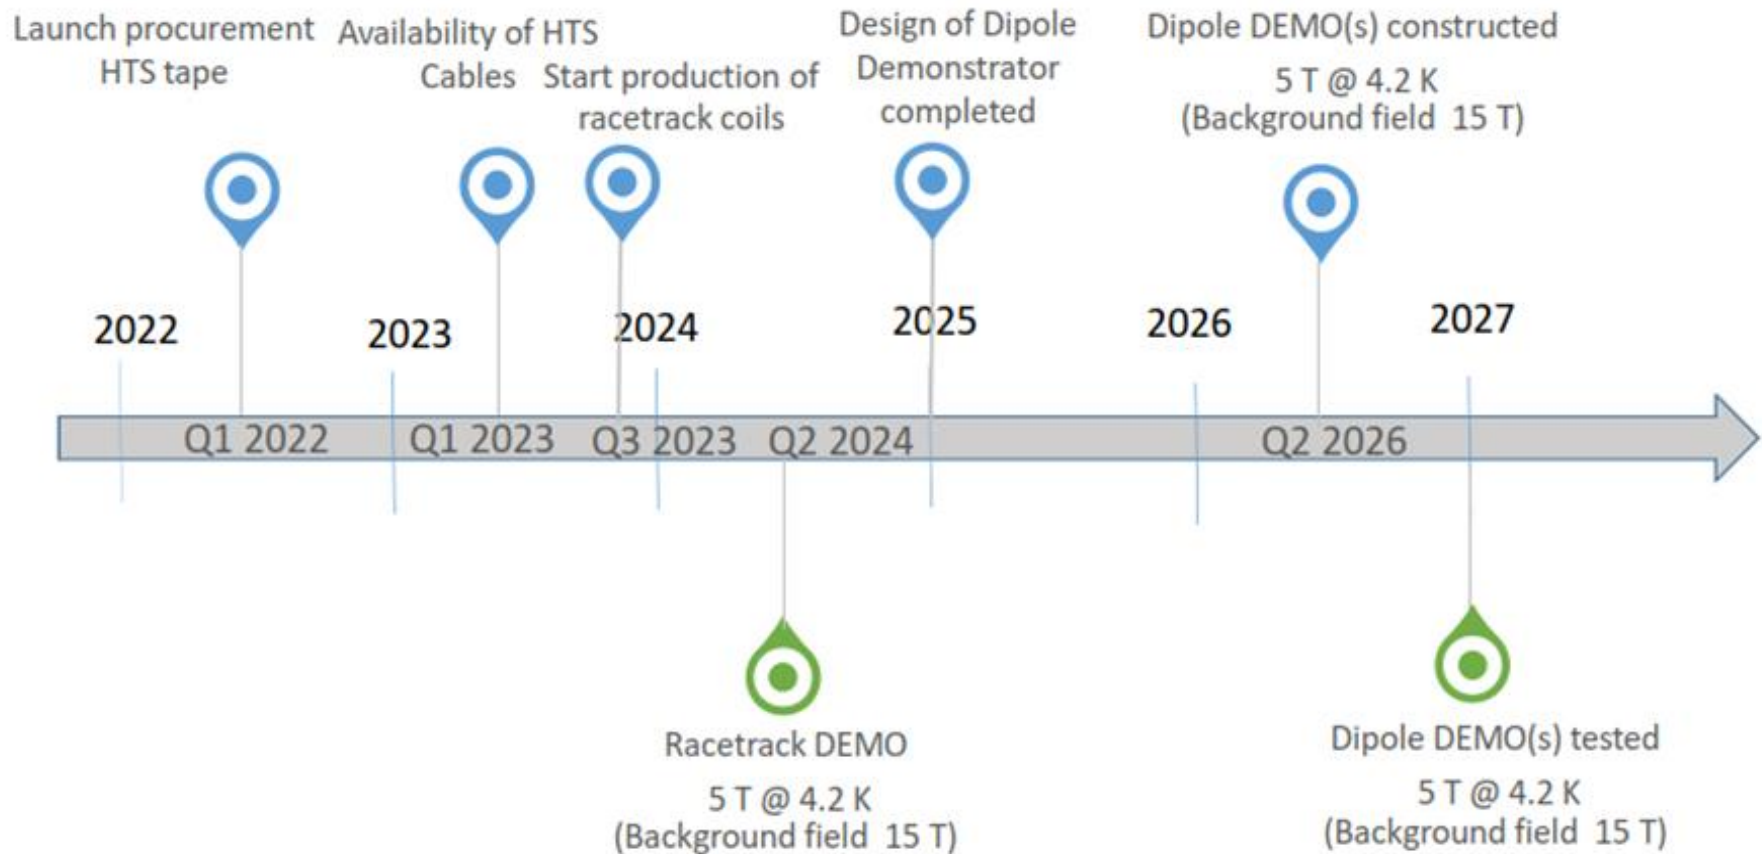 Launch procurement
HTS tape
Availability of HTS
Cables
Start production of
racetrack coils
Design of Dipole
Demonstrator
completed
Dipole DEMO(s) constructed
5 T @ 4.2 K
(Background field 15 T)
2022
2023
2024
2025
2026
2027
Q1 2022
Q1 2023
Q3 2023
Q2 2024
Q2 2026
Racetrack DEMO
5 T @ 4.2 K
(Background field 15 T)
Dipole DEMO(s) tested
5 T @ 4.2 K
(Background field 15 T)